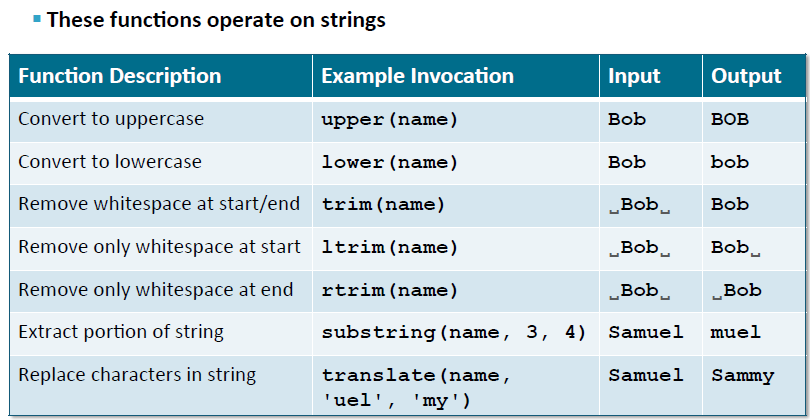 ▪ These functions operate on strings
Function Description Example Invocation Input Output
Convert to uppercase upper(name) Bob BOB
Convert to lowercase lower(name) Bob bob
Remove whitespace at start/end trim(name) ␣Bob␣ Bob
Remove only whitespace at start ltrim(name) ␣Bob␣ Bob␣
Remove only whitespace at end rtrim(name) ␣Bob␣ ␣Bob
Extract portion of string substring(name, 3, 4) Samuel muel
Replace characters in string translate(name, Samuel Sammy
'uel', 'my')